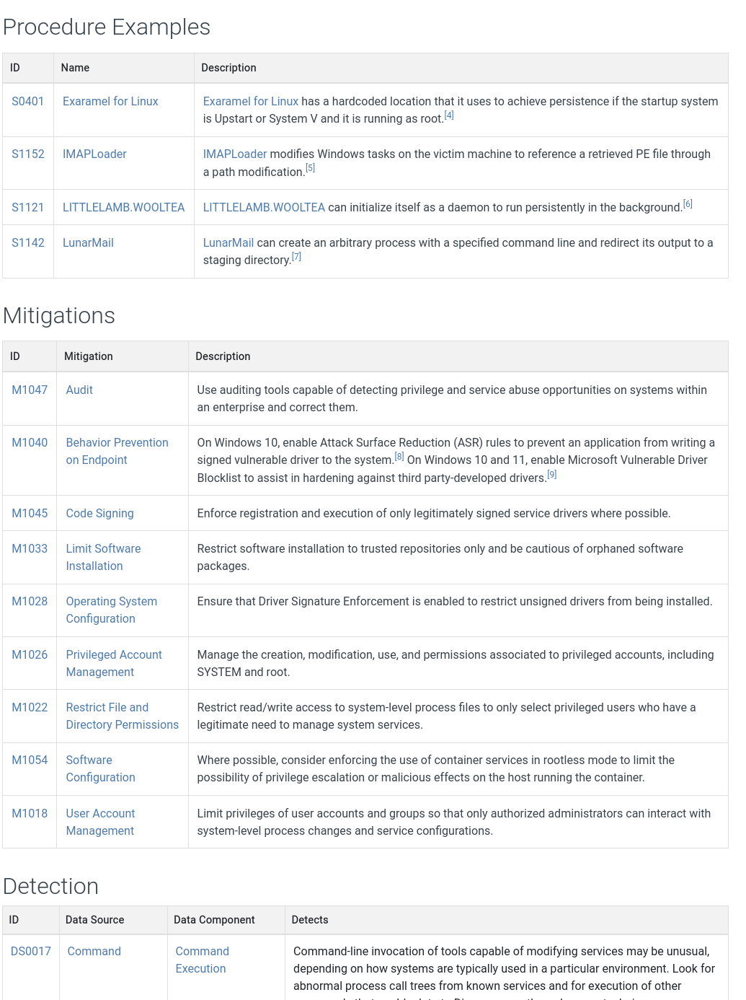 Procedure Examples
ID Name Description
S0401 Exaramel for Linux Exaramel for Linux has a hardcoded location that it uses to achieve persistence if the startup system
is Upstart or System V and it is running as root.[4]
S1152 IMAPLoader IMAPLoader modifies Windows tasks on the victim machine to reference a retrieved PE file through
a path modification.[5]
S1121 LITTLELAMB.WOOLTEA LITTLELAMB.WOOLTEA can initialize itself as a daemon to run persistently in the background.[6]
S1142 LunarMail LunarMail can create an arbitrary process with a specified command line and redirect its output to a
staging directory.[7]
Mitigations
ID Mitigation Description
M1047 Audit Use auditing tools capable of detecting privilege and service abuse opportunities on systems within
an enterprise and correct them.
M1040 Behavior Prevention On Windows 10, enable Attack Surface Reduction (ASR) rules to prevent an application from writing a
on Endpoint signed vulnerable driver to the system.[8] On Windows 10 and 11, enable Microsoft Vulnerable Driver
Blocklist to assist in hardening against third party-developed drivers.[9]
M1045 Code Signing Enforce registration and execution of only legitimately signed service drivers where possible.
M1033 Limit Software Restrict software installation to trusted repositories only and be cautious of orphaned software
Installation packages.
M1028 Operating System Ensure that Driver Signature Enforcement is enabled to restrict unsigned drivers from being installed.
Configuration
M1026 Privileged Account Manage the creation, modification, use, and permissions associated to privileged accounts, including
Management SYSTEM and root.
M1022 Restrict File and Restrict read/write access to system-level process files to only select privileged users who have a
Directory Permissions legitimate need to manage system services.
M1054 Software Where possible, consider enforcing the use of container services in rootless mode to limit the
Configuration possibility of privilege escalation or malicious effects on the host running the container.
M1018 User Account Limit privileges of user accounts and groups so that only authorized administrators can interact with
Management system-level process changes and service configurations.
Detection
ID Data Source Data Component Detects
DS0017 Command Command Command-line invocation of tools capable of modifying services may be unusual,
Execution depending on how systems are typically used in a particular environment. Look for
abnormal process call trees from known services and for execution of other